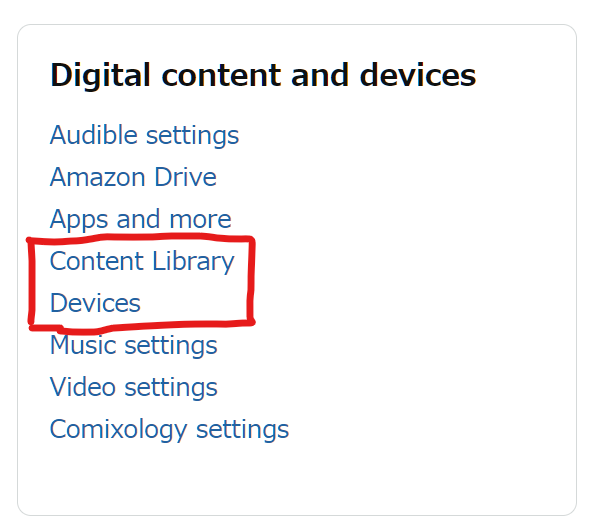 Digital content and devices
Audible settings
Amazon Drive
Apps and more
Content Library
Devices
Music settings
Video settings
Comixology settings